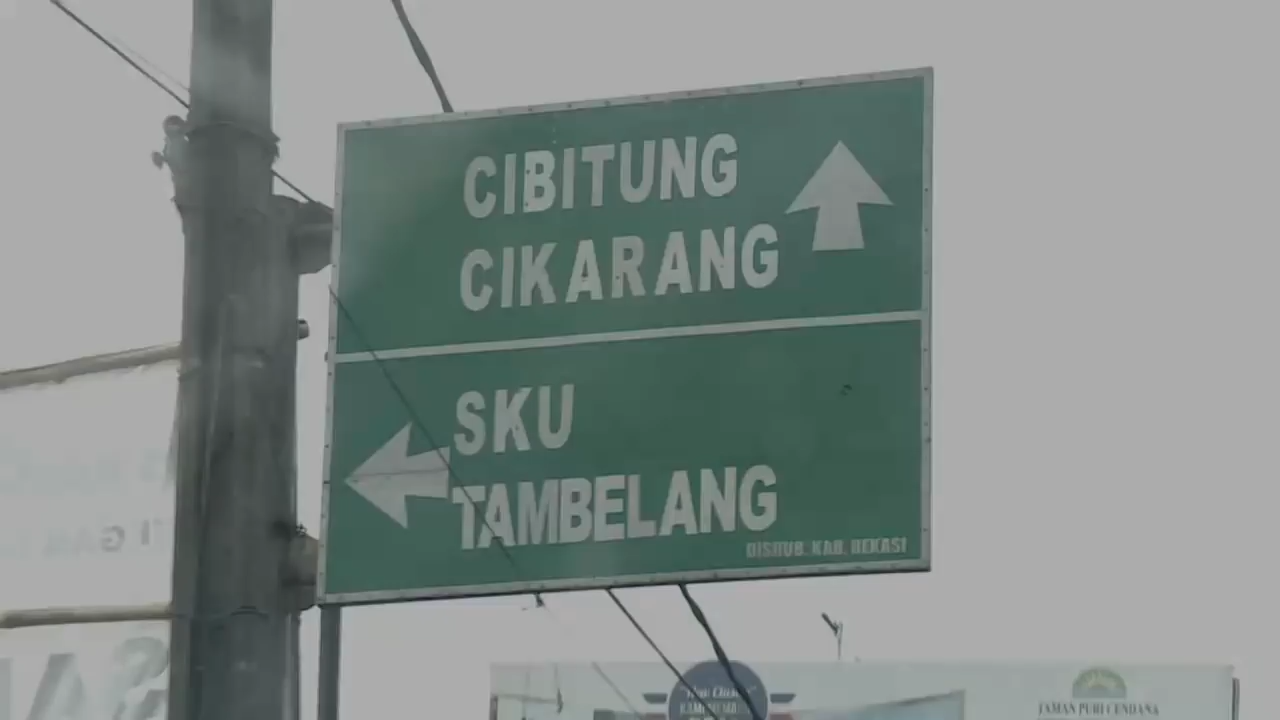 CIBITUNG
CIKARANG
SKU
TAMBELANG
DISHUB. KAB. BEKASI
TAMAN PURI CENDANA